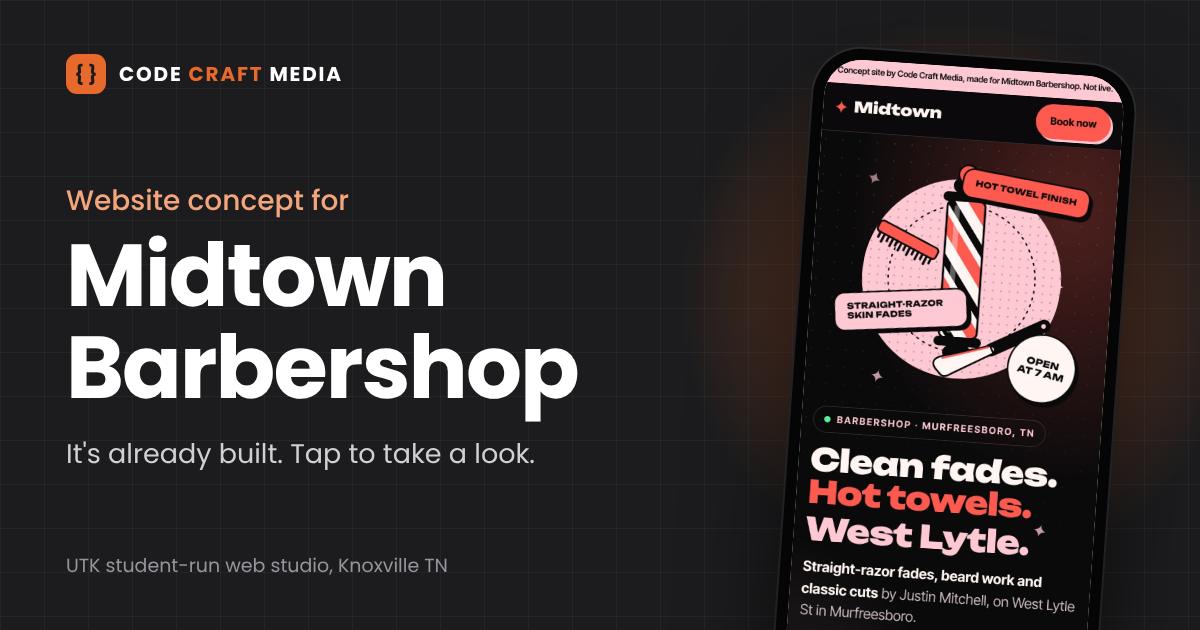 { } CODE CRAFT MEDIA
Website concept for
Midtown
Barbershop
It's already built. Tap to take a look.
UTK student-run web studio, Knoxville TN
Concept site by Code Craft Media, made for Midtown Barbershop. Not live.
Midtown
Book now
HOT TOWEL FINISH
STRAIGHT-RAZOR
SKIN FADES
OPEN
AT 7 AM
BARBERSHOP · MURFREESBORO, TN
Clean fades.
Hot towels.
West Lytle.
Straight-razor fades, beard work and
classic cuts by Justin Mitchell, on West Lytle
St in Murfreesboro.